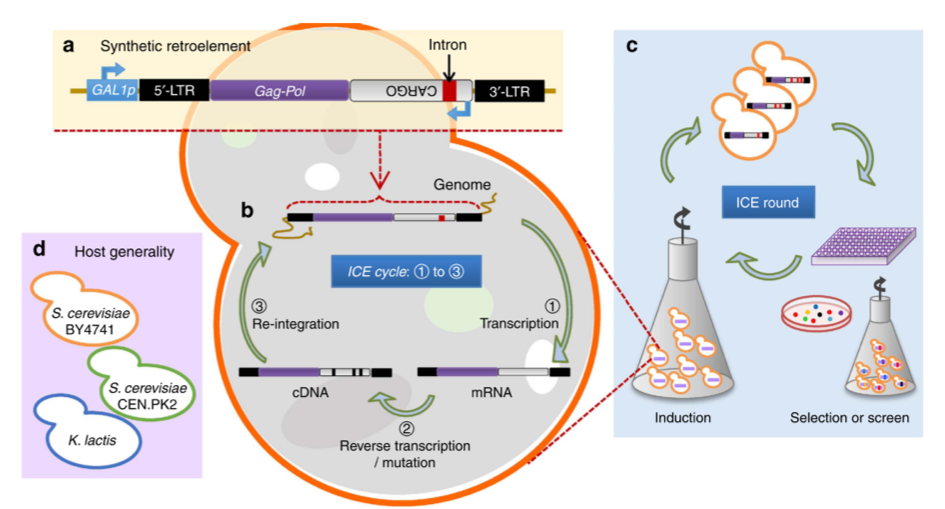 a
Synthetic retroelement
Intron
GAL1p
5′-LTR
Gag-Pol
CARGO
3′-LTR
b
Genome
ICE cycle: ① to ③
①
Transcription
③
Re-integration
cDNA
mRNA
②
Reverse transcription
/ mutation
c
ICE round
Induction
Selection or screen
d
Host generality
S. cerevisiae
BY4741
S. cerevisiae
CEN.PK2
K. lactis